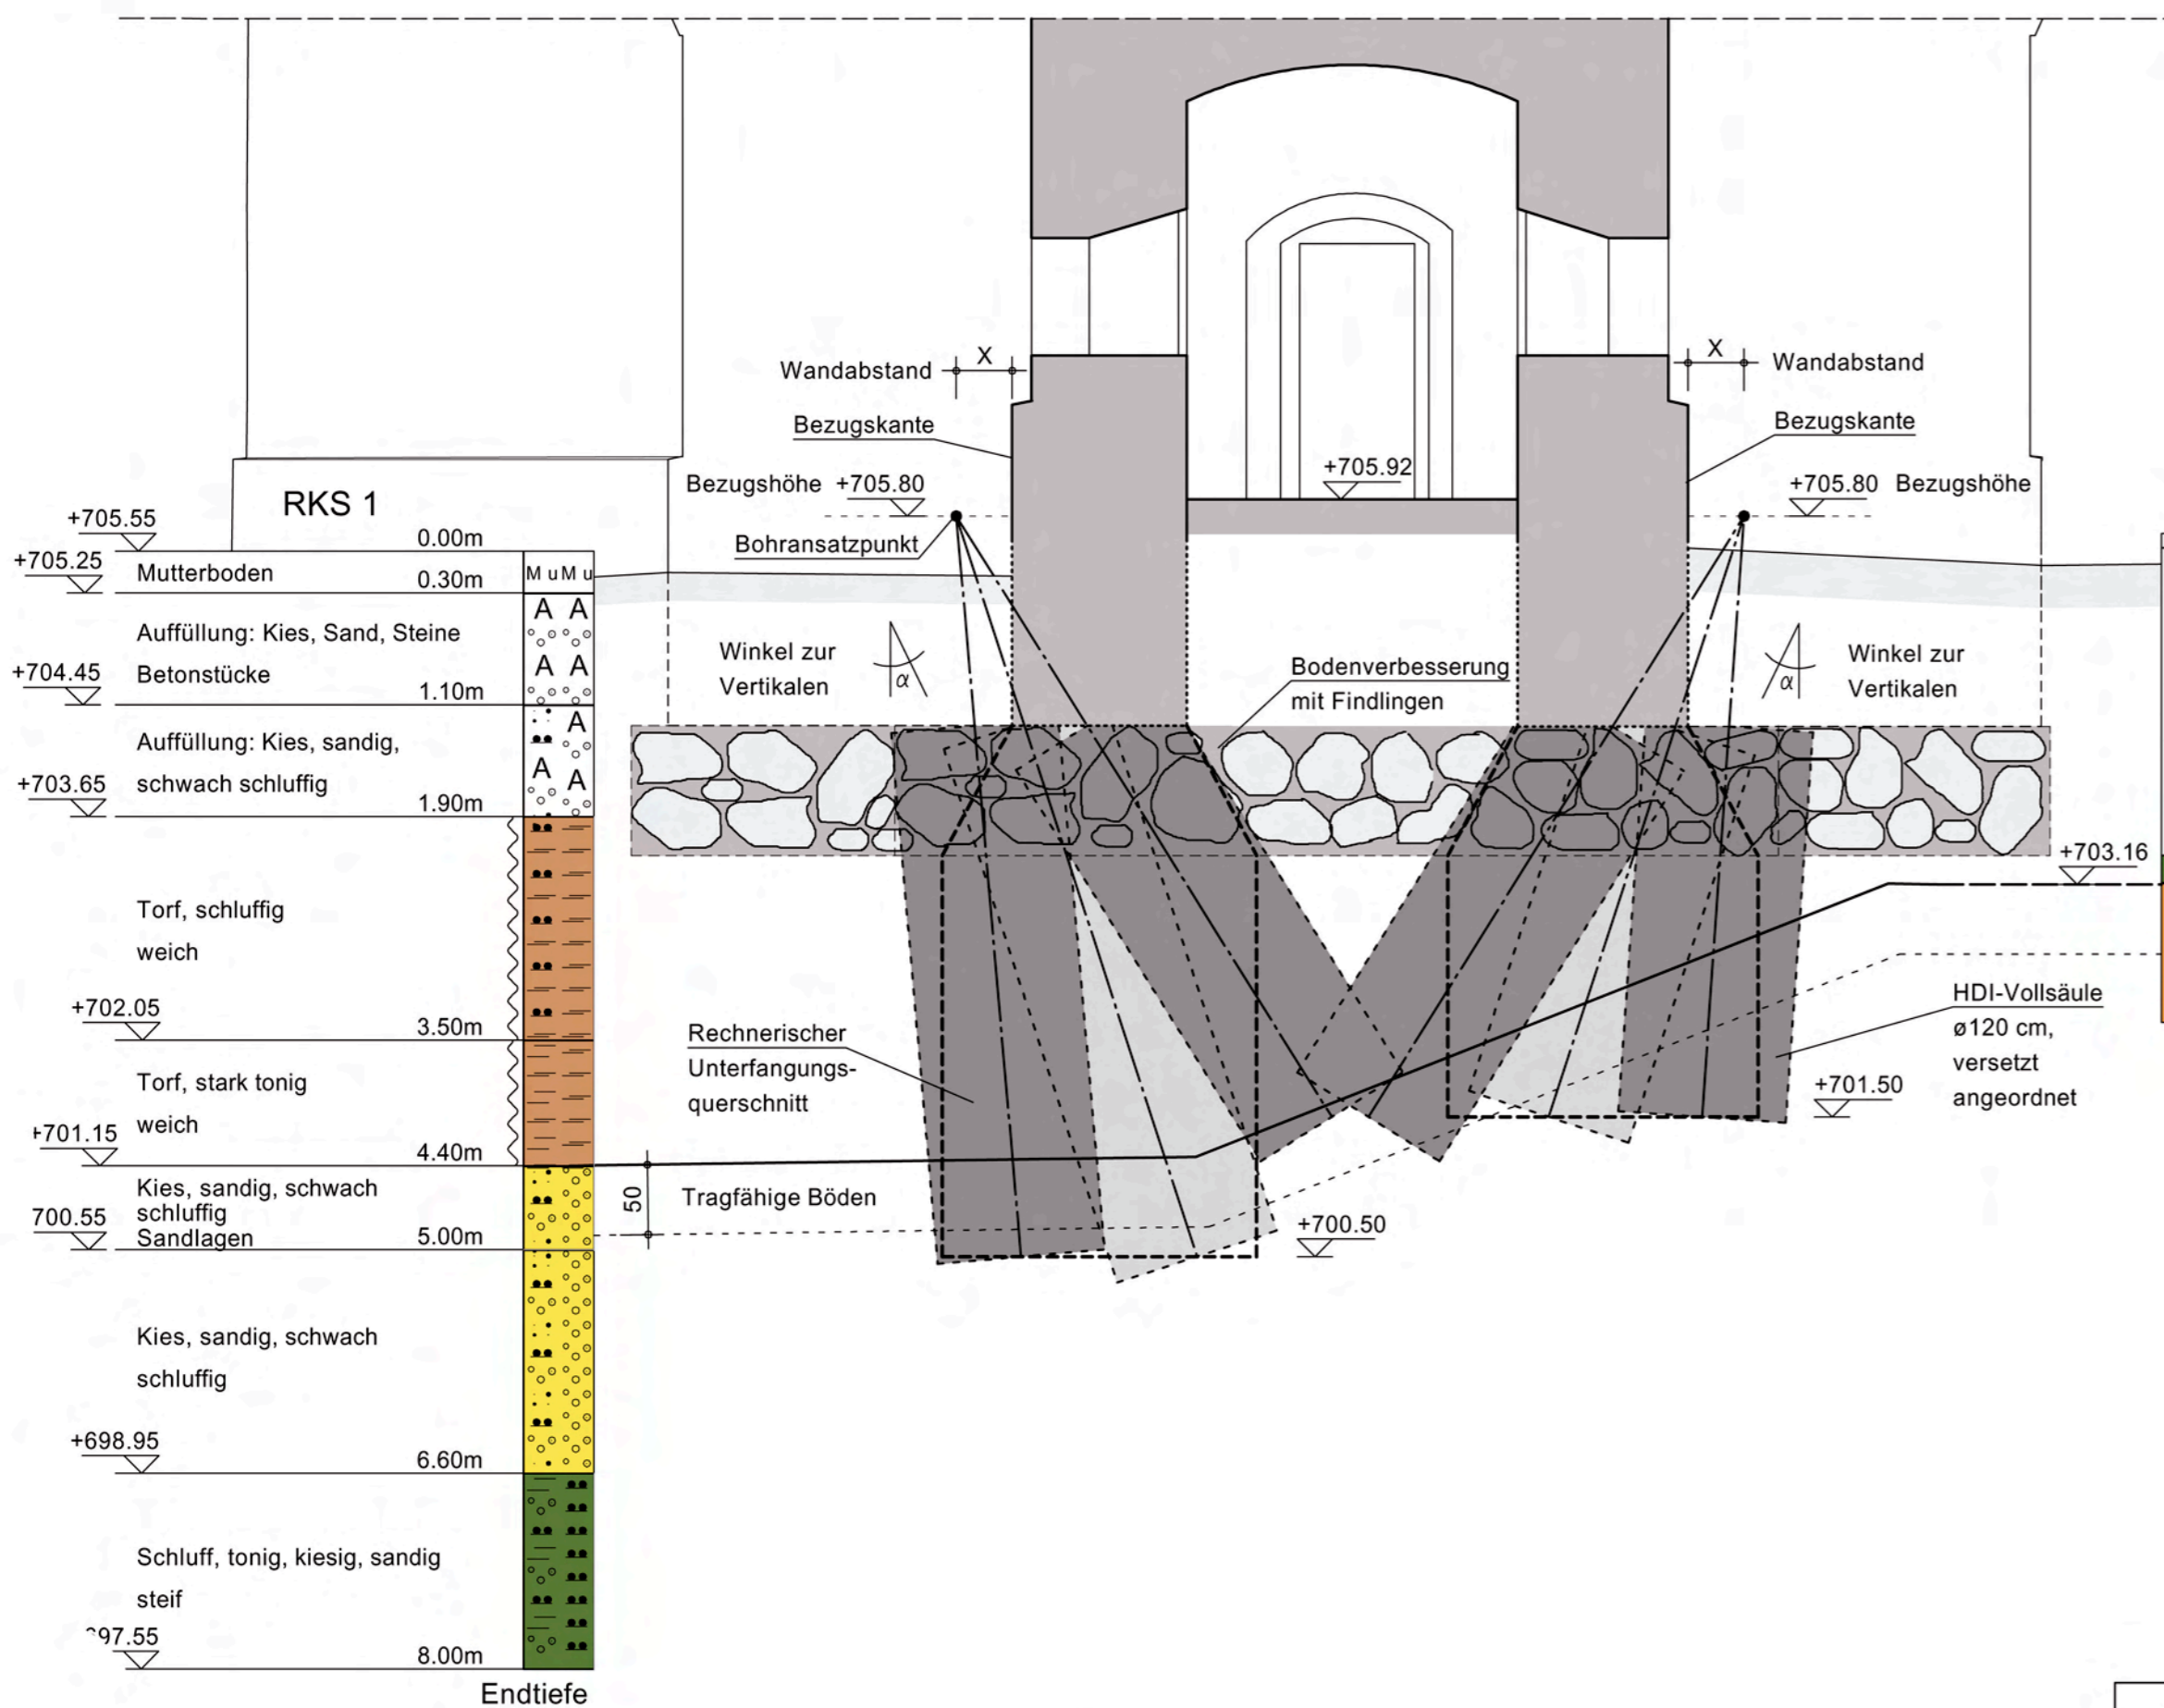 RKS 1
+705.55
0.00m
+705.25
Mutterboden
0.30m
M u M u
Auffüllung: Kies, Sand, Steine
Betonstücke
+704.45
1.10m
A A
A A
Auffüllung: Kies, sandig,
schwach schluffig
+703.65
1.90m
A
A
A
Torf, schluffig
weich
+702.05
3.50m
Torf, stark tonig
weich
+701.15
4.40m
Kies, sandig, schwach
schluffig
Sandlagen
700.55
5.00m
Kies, sandig, schwach
schluffig
+698.95
6.60m
Schluff, tonig, kiesig, sandig
steif
97.55
8.00m
Endtiefe
Wandabstand
X
Bezugskante
Bezugshöhe +705.80
Bohransatzpunkt
Winkel zur
Vertikalen
α
Rechnerischer
Unterfangungs-
querschnitt
50
Tragfähige Böden
+705.92
Bodenverbesserung
mit Findlingen
+700.50
X
Wandabstand
Bezugskante
+705.80 Bezugshöhe
α
Winkel zur
Vertikalen
+703.16
HDI-Vollsäule
ø120 cm,
versetzt
angeordnet
+701.50